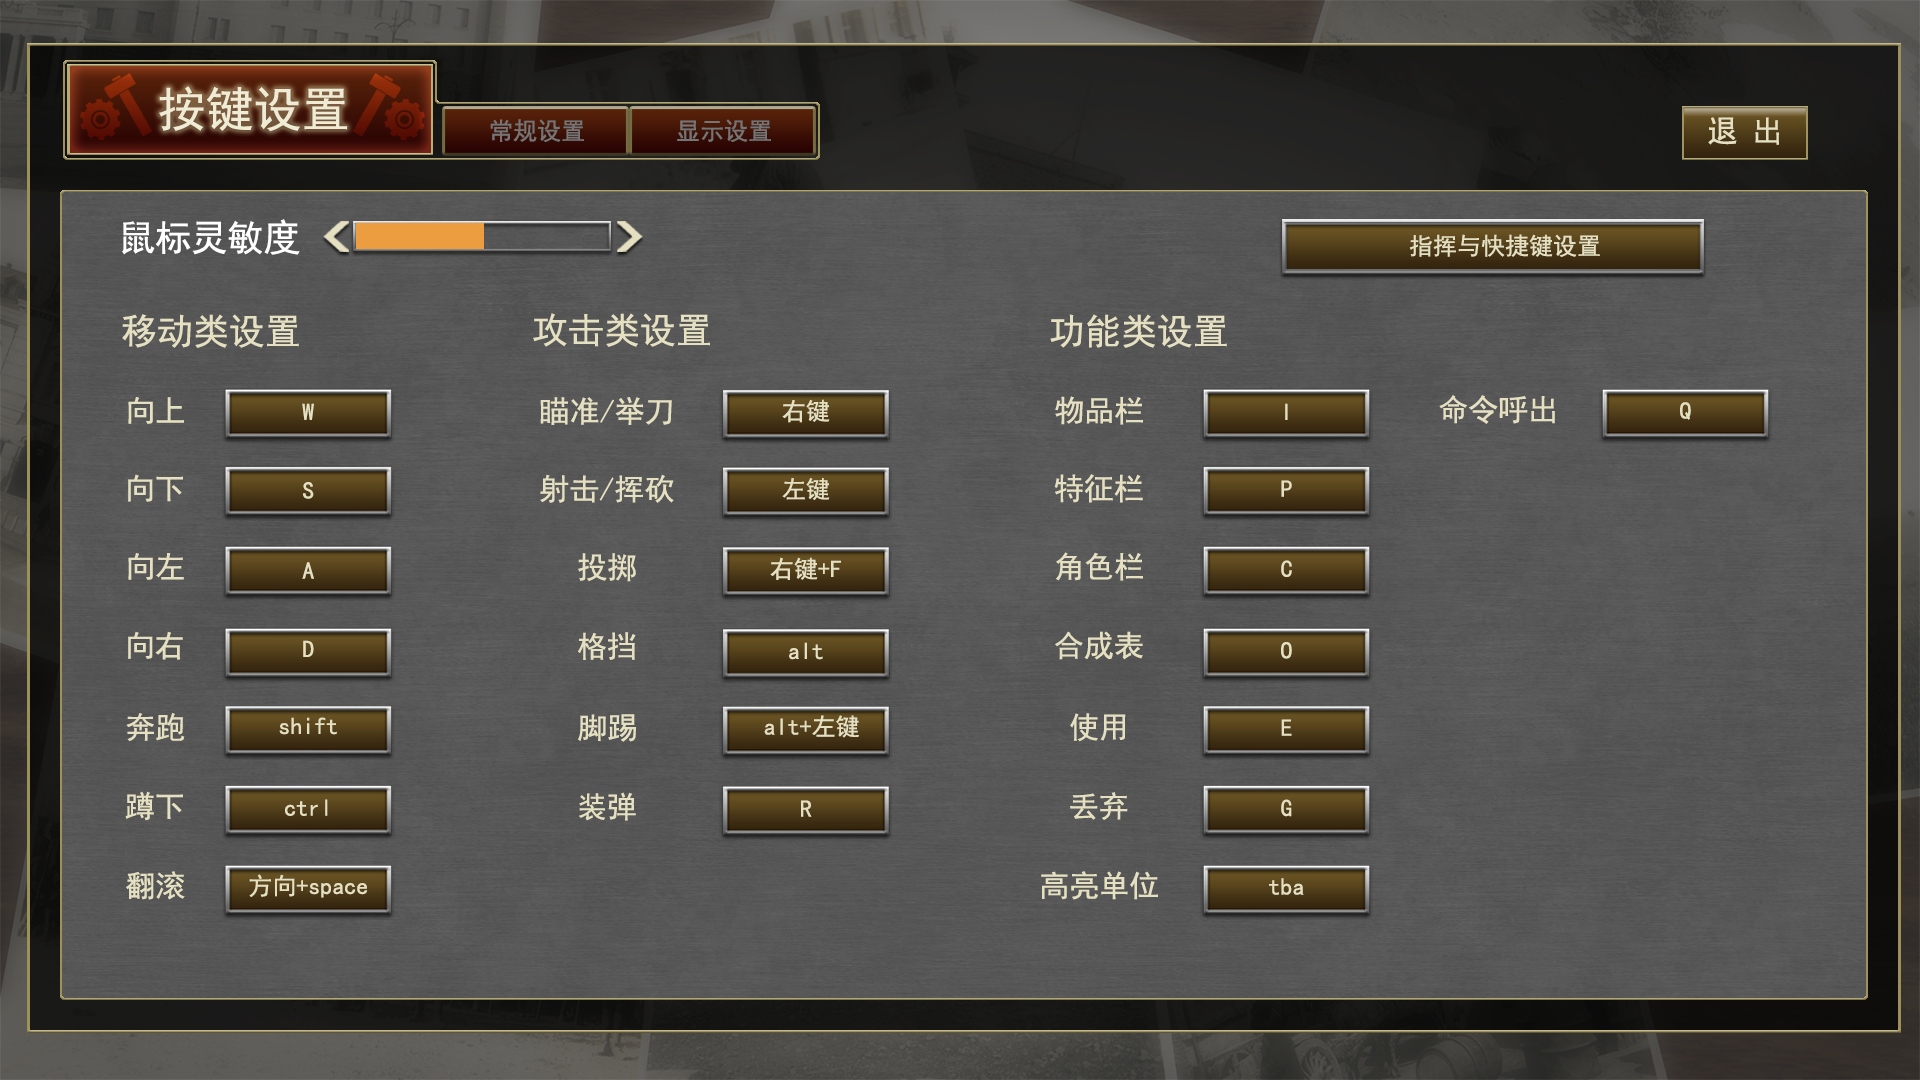 按键设置
常规设置
显示设置
退 出
鼠标灵敏度
指挥与快捷键设置
移动类设置
攻击类设置
功能类设置
向上 W 瞄准/举刀 右键 物品栏 I 命令呼出 Q
向下 S 射击/挥砍 左键 特征栏 P
向左 A 投掷 右键+F 角色栏 C
向右 D 格挡 alt 合成表 O
奔跑 shift 脚踢 alt+左键 使用 E
蹲下 ctrl 装弹 R 丢弃 G
翻滚 方向+space 高亮单位 tba